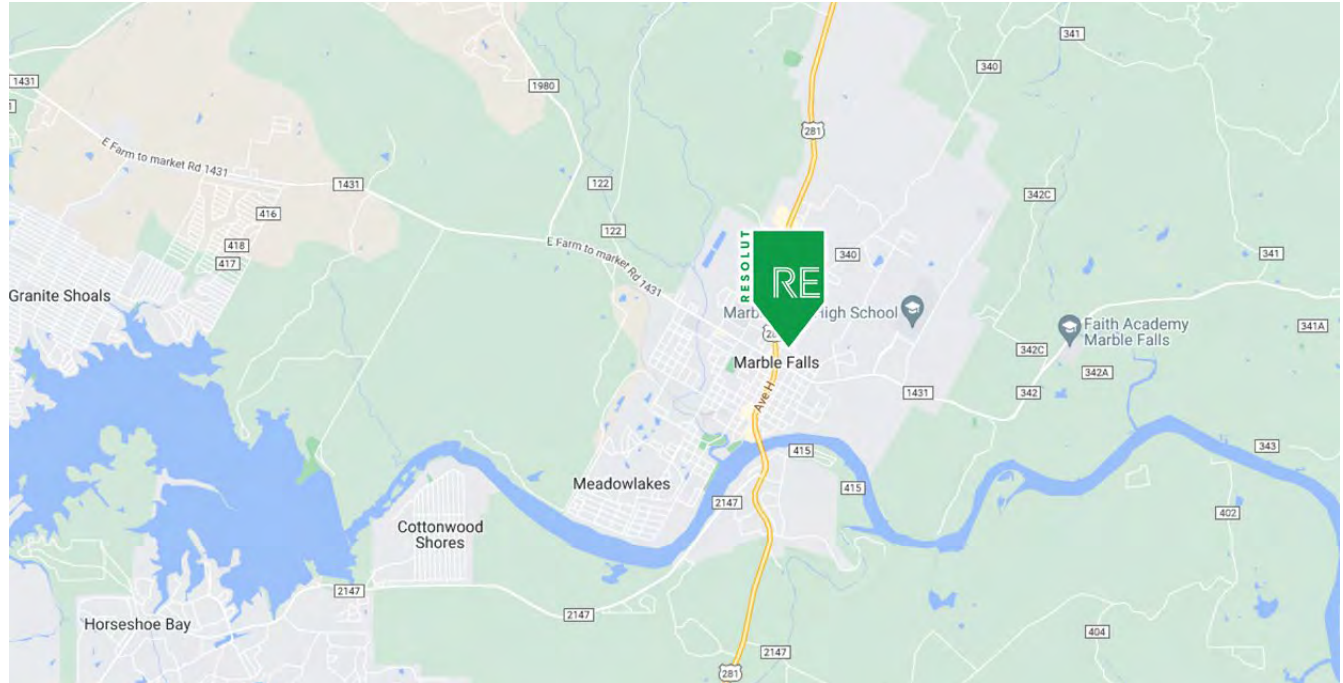 341
1431
340
1980
281
E Farm to market Rd 1431
122
1431
416
342C
122
418
E Farm to market Rd 1431
417
340
341
RESOLUT
RE
Granite Shoals
Marb
High School
Faith Academy
Marble Falls
341A
28
342C
Marble Falls
342A
1431
342
Ave H
415
343
Meadowlakes
415
2147
402
Cottonwood
Shores
2147
2147
Horseshoe Bay
404
2147
281